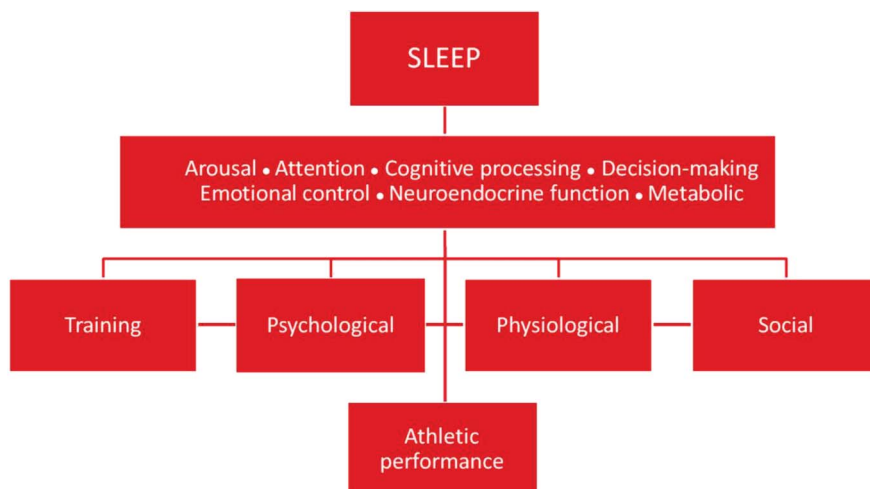 SLEEP
Arousal • Attention • Cognitive processing • Decision-making
Emotional control • Neuroendocrine function • Metabolic
Training
Psychological
Physiological
Social
Athletic
performance